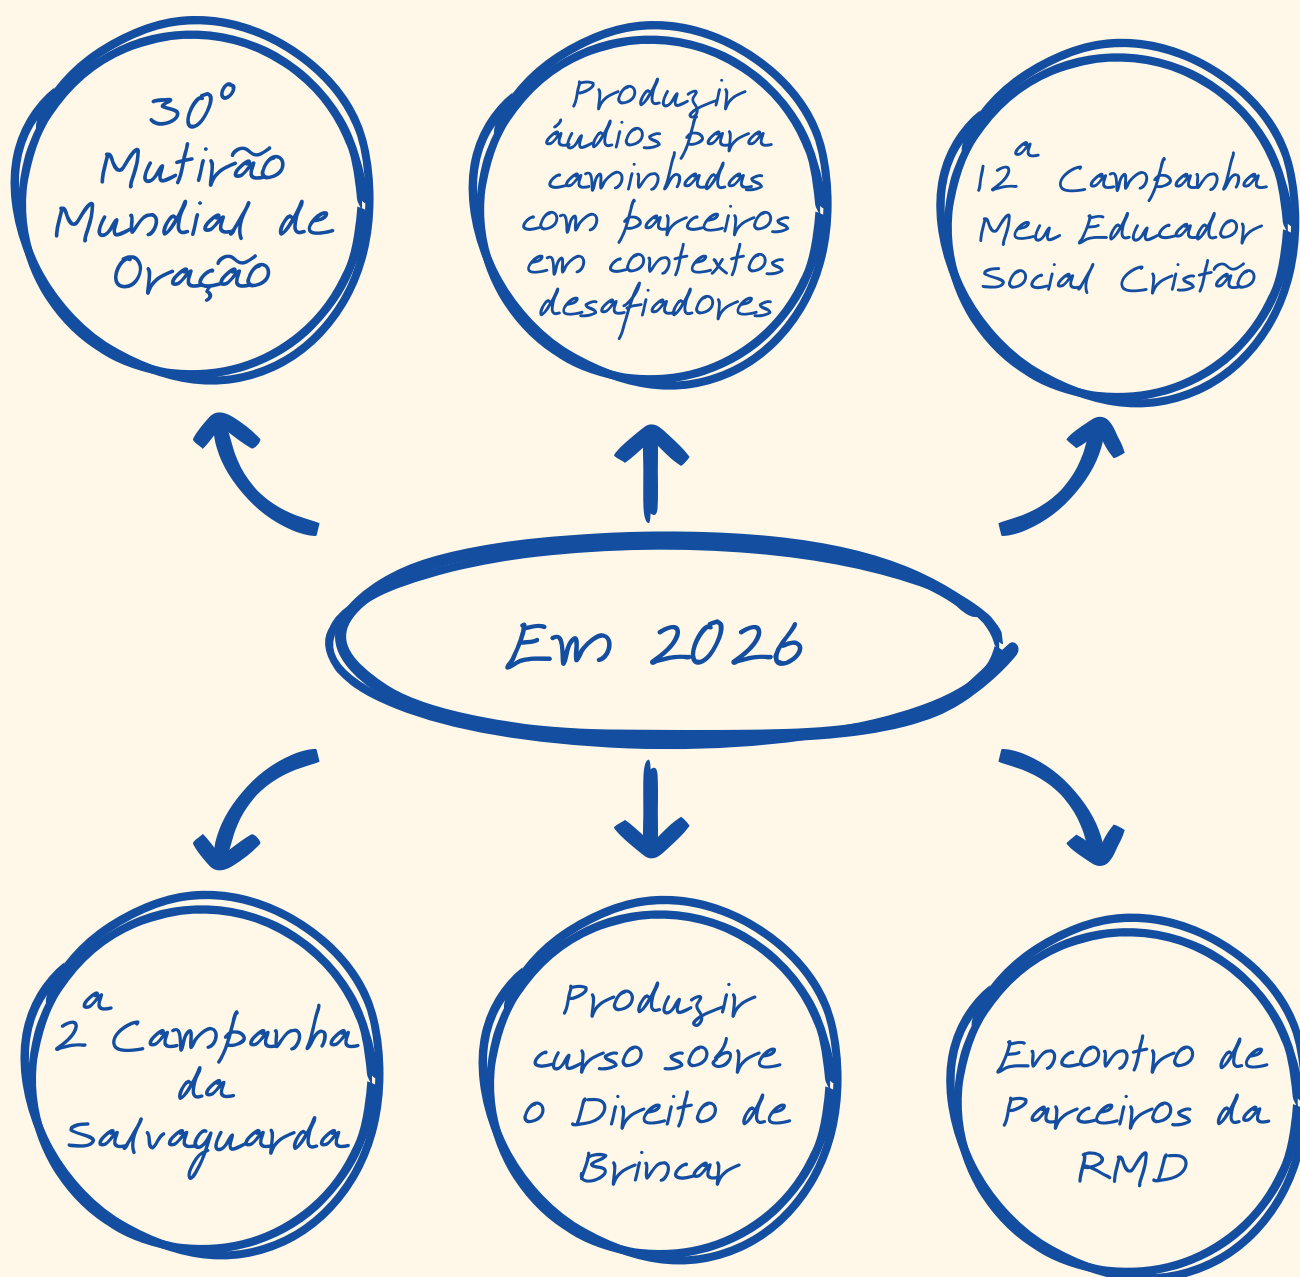 30º
Mutirão
Mundial de
Oração
Produzir
áudios para
caminhadas
com parceiros
em contextos
desafiadores
12ª Campanha
Meu Educador
Social Cristão
Em 2026
2ª Campanha
da
Salvaguarda
Produzir
curso sobre
o Direito de
Brincar
Encontro de
Parceiros da
RMD